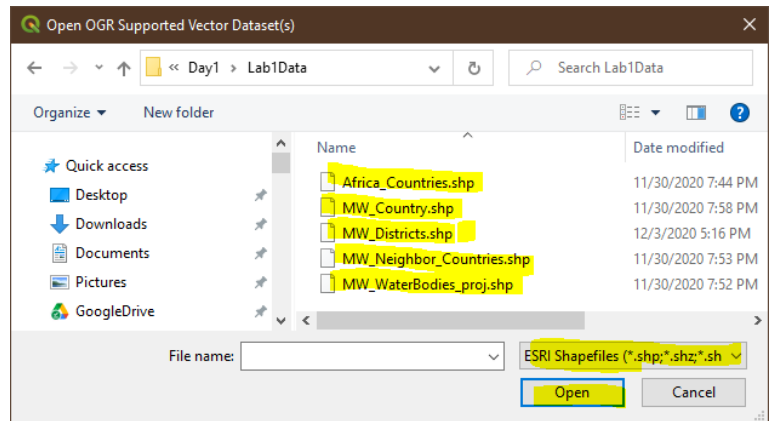 Open OGR Supported Vector Dataset(s)
« Day1 > Lab1Data
Search Lab1Data
Organize
New folder
Name
Date modified
Quick access
Desktop
Downloads
Documents
Pictures
GoogleDrive
Africa_Countries.shp 11/30/2020 7:44 PM
MW_Country.shp 11/30/2020 7:58 PM
MW_Districts.shp 12/3/2020 5:16 PM
MW_Neighbor_Countries.shp 11/30/2020 7:53 PM
MW_WaterBodies_proj.shp 11/30/2020 7:52 PM
File name:
ESRI Shapefiles (*.shp;*.shz;*.sh
Open
Cancel